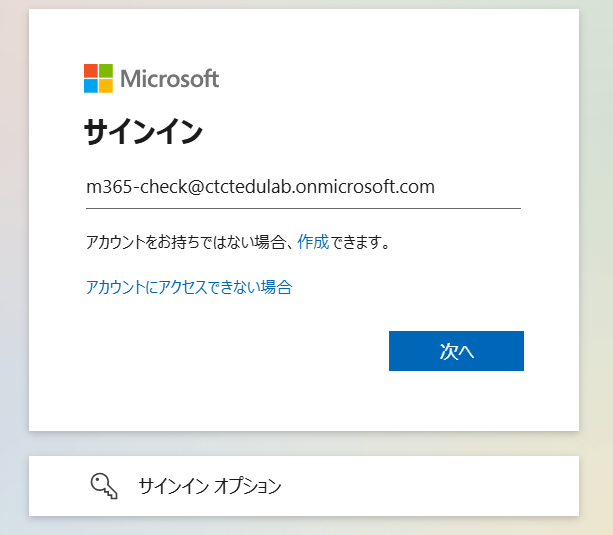 Microsoft
サインイン
m365-check@ctctedulab.onmicrosoft.com
アカウントをお持ちではない場合、作成できます。
アカウントにアクセスできない場合
次へ
サインイン オプション